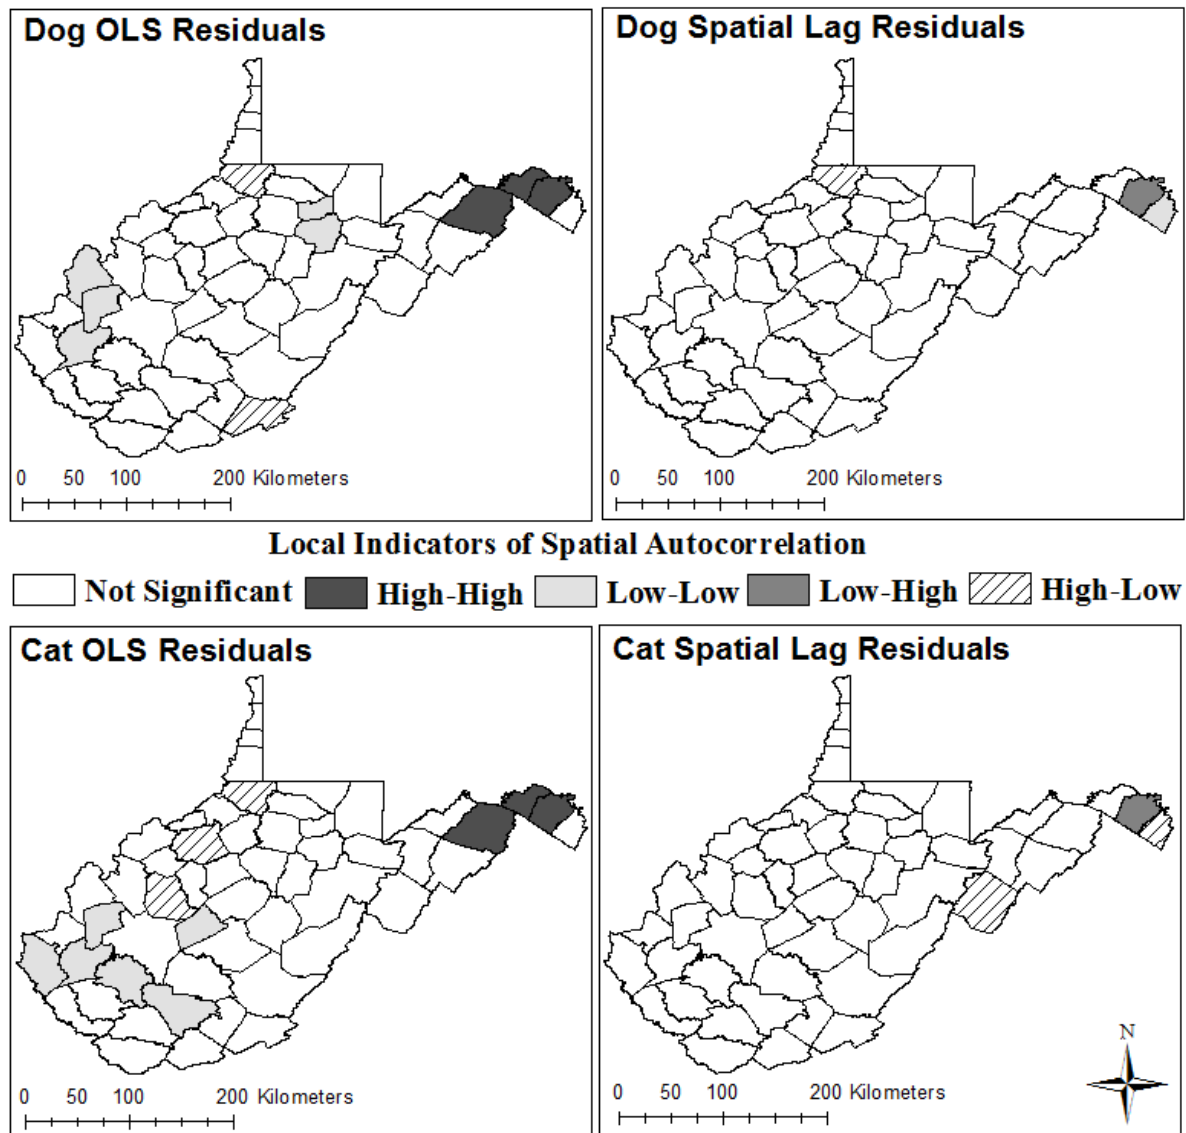 Dog OLS Residuals
Dog Spatial Lag Residuals
0 50 100 200 Kilometers
0 50 100 200 Kilometers
Local Indicators of Spatial Autocorrelation
Not Significant High-High Low-Low Low-High High-Low
Cat OLS Residuals
Cat Spatial Lag Residuals
N
0 50 100 200 Kilometers
0 50 100 200 Kilometers